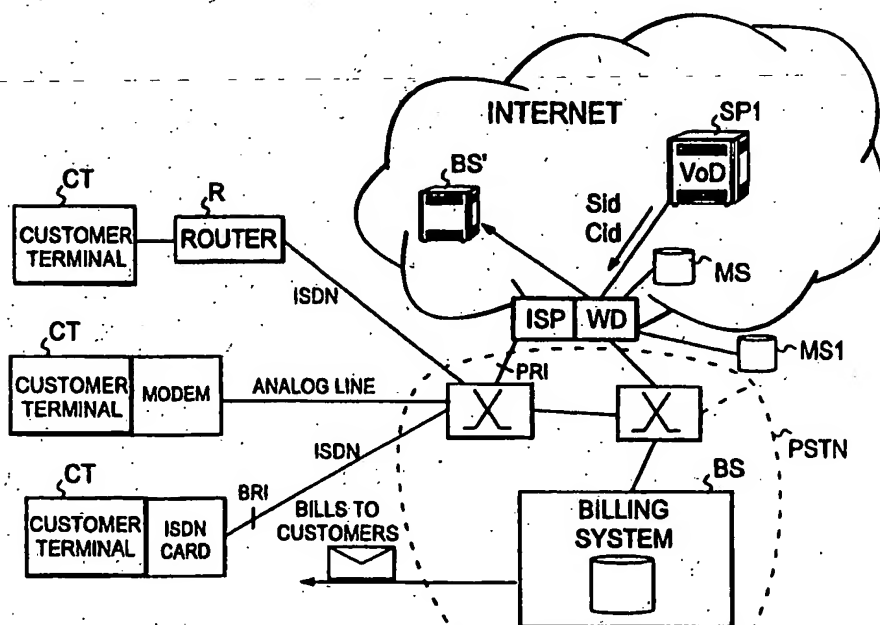 INTERNET
SP1
VoD
BS'
Sid
Cid
CT
R
CUSTOMER
TERMINAL
ROUTER
ISDN
MS
ISP
WD
MS1
PRI
CT
CUSTOMER
TERMINAL
MODEM
ANALOG LINE
ISDN
PSTN
CT
BRI
CUSTOMER
TERMINAL
ISDN
CARD
BILLS TO
CUSTOMERS
BS
BILLING
SYSTEM